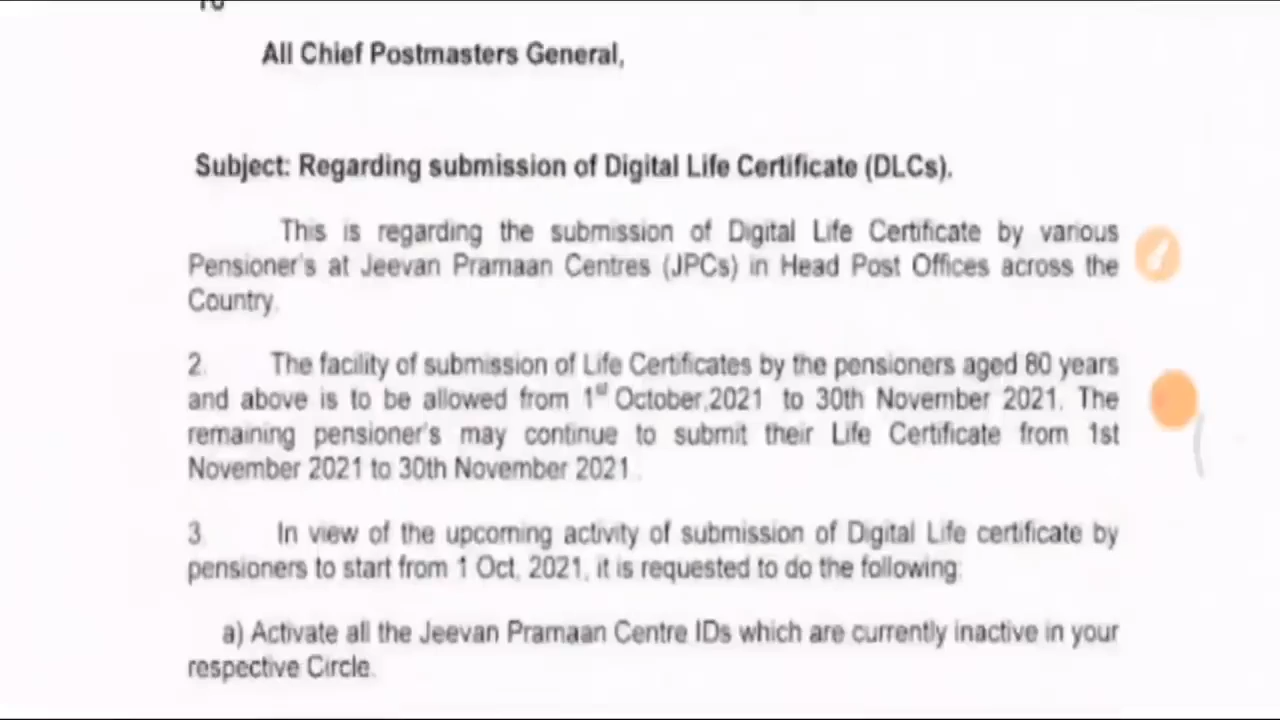 All Chief Postmasters General,
Subject: Regarding submission of Digital Life Certificate (DLCs).
This is regarding the submission of Digital Life Certificate by various
Pensioner's at Jeevan Pramaan Centres (JPCs) in Head Post Offices across the
Country.
2. The facility of submission of Life Certificates by the pensioners aged 80 years
and above is to be allowed from 1st October,2021 to 30th November 2021. The
remaining pensioner's may continue to submit their Life Certificate from 1st
November 2021 to 30th November 2021.
3. In view of the upcoming activity of submission of Digital Life certificate by
pensioners to start from 1 Oct, 2021, it is requested to do the following;
a) Activate all the Jeevan Pramaan Centre IDs which are currently inactive in your
respective Circle.